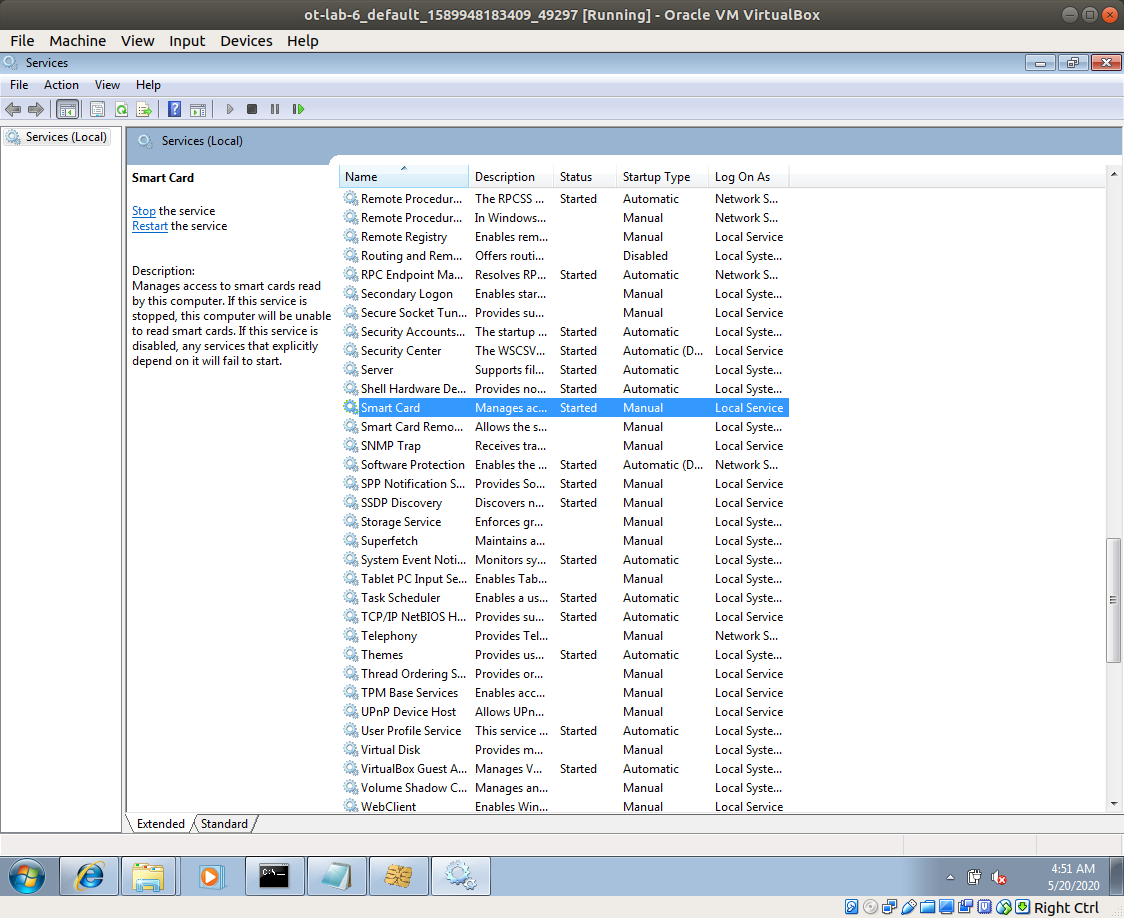 ot-lab-6_default_1589948183409_49297 [Running] - Oracle VM VirtualBox
File Machine View Input Devices Help
Services
File Action View Help
Services (Local)
Services (Local)
Smart Card
Stop the service
Restart the service
Description:
Manages access to smart cards read
by this computer. If this service is
stopped, this computer will be unable
to read smart cards. If this service is
disabled, any services that explicitly
depend on it will fail to start.
Name Description Status Startup Type Log On As
Remote Procedur... The RPCSS ... Started Automatic Network S...
Remote Procedur... In Windows... Manual Network S...
Remote Registry Enables rem... Manual Local Service
Routing and Rem... Offers routi... Disabled Local Syste...
RPC Endpoint Ma... Resolves RP... Started Automatic Network S...
Secondary Logon Enables star... Manual Local Syste...
Secure Socket Tun... Provides su... Manual Local Service
Security Accounts... The startup ... Started Automatic Local Syste...
Security Center The WSCSV... Started Automatic (D... Local Service
Server Supports fil... Started Automatic Local Syste...
Shell Hardware De... Provides no... Started Automatic Local Syste...
Smart Card Manages ac... Started Manual Local Service
Smart Card Remo... Allows the s... Manual Local Syste...
SNMP Trap Receives tra... Manual Local Service
Software Protection Enables the ... Started Automatic (D... Network S...
SPP Notification S... Provides So... Started Manual Local Service
SSDP Discovery Discovers n... Started Manual Local Service
Storage Service Enforces gr... Manual Local Syste...
Superfetch Maintains a... Manual Local Syste...
System Event Noti... Monitors sy... Started Automatic Local Syste...
Tablet PC Input Se... Enables Tab... Manual Local Syste...
Task Scheduler Enables a us... Started Automatic Local Syste...
TCP/IP NetBIOS H... Provides su... Started Automatic Local Service
Telephony Provides Tel... Manual Network S...
Themes Provides us... Started Automatic Local Syste...
Thread Ordering S... Provides or... Manual Local Service
TPM Base Services Enables acc... Manual Local Service
UPnP Device Host Allows UPn... Manual Local Service
User Profile Service This service ... Started Automatic Local Syste...
Virtual Disk Provides m... Manual Local Syste...
VirtualBox Guest A... Manages V... Started Automatic Local Syste...
Volume Shadow C... Manages an... Manual Local Syste...
WebClient Enables Win... Manual Local Service
Extended Standard
C:\
4:51 AM
5/20/2020
Right Ctrl